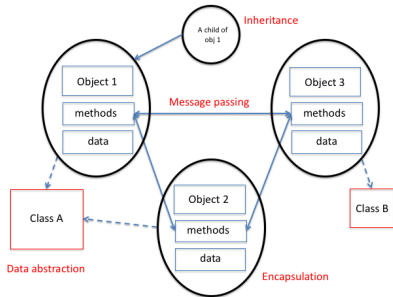 A child of
obj 1
Inheritance
Object 1
methods
data
Message passing
Object 3
methods
data
Class A
Data abstraction
Object 2
methods
data
Encapsulation
Class B